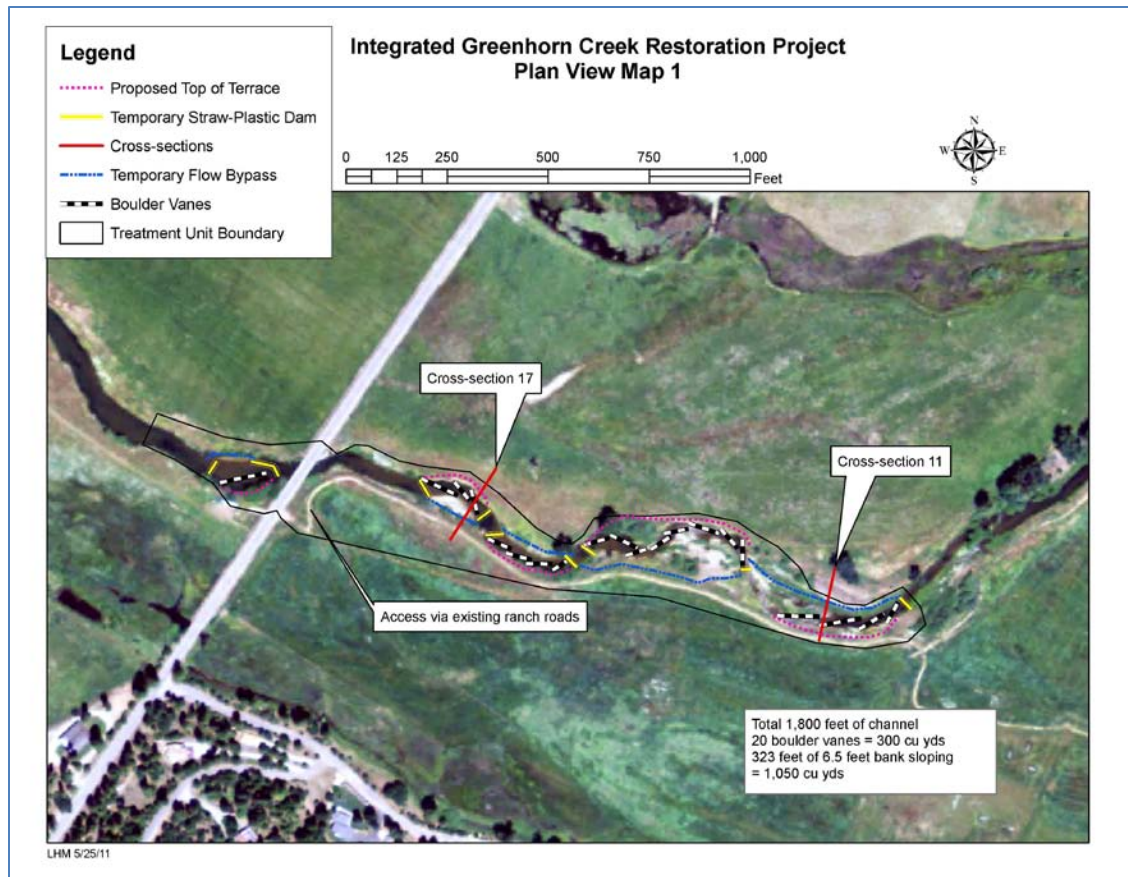 Legend
Proposed Top of Terrace
Temporary Straw-Plastic Dam
Cross-sections
Temporary Flow Bypass
Boulder Vanes
Treatment Unit Boundary
Integrated Greenhorn Creek Restoration Project
Plan View Map 1
0 125 250 500 750 1,000
Feet
N
W E
S
Cross-section 17
Cross-section 11
Access via existing ranch roads
Total 1,800 feet of channel
20 boulder vanes = 300 cu yds
323 feet of 6.5 feet bank sloping
= 1,050 cu yds
LHM 5/25/11